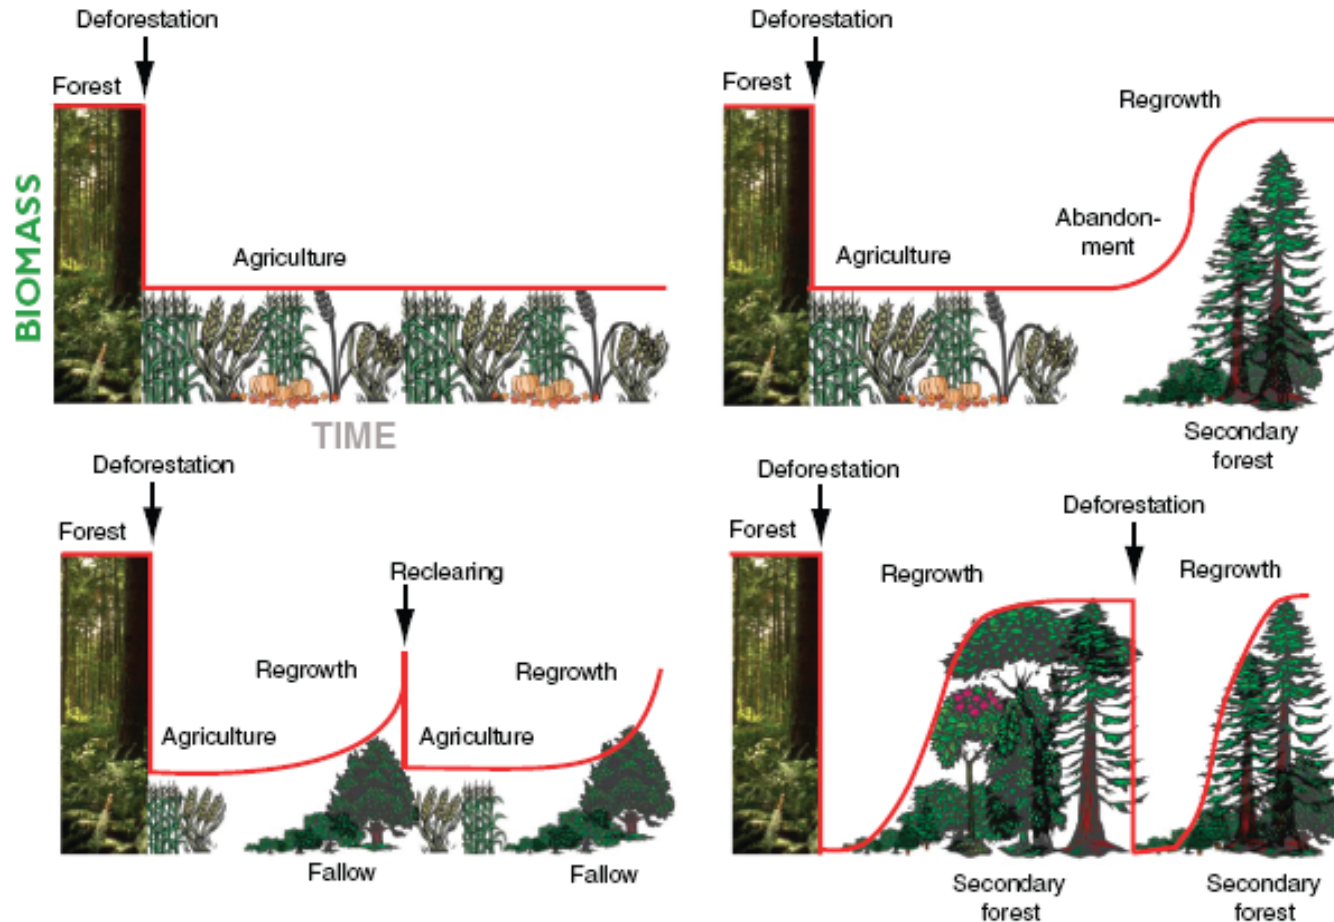 Deforestation
Forest
Agriculture
BIOMASS
TIME
Deforestation
Forest
Regrowth
Abandon-
ment
Agriculture
Secondary
forest
Deforestation
Forest
Reclearing
Regrowth
Regrowth
Agriculture
Agriculture
Fallow
Fallow
Deforestation
Deforestation
Forest
Regrowth
Regrowth
Secondary
forest
Secondary
forest